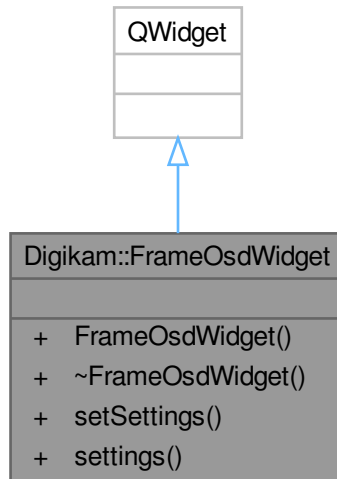 QWidget
Digikam::FrameOsdWidget
+ FrameOsdWidget()
+ ~FrameOsdWidget()
+ setSettings()
+ settings()